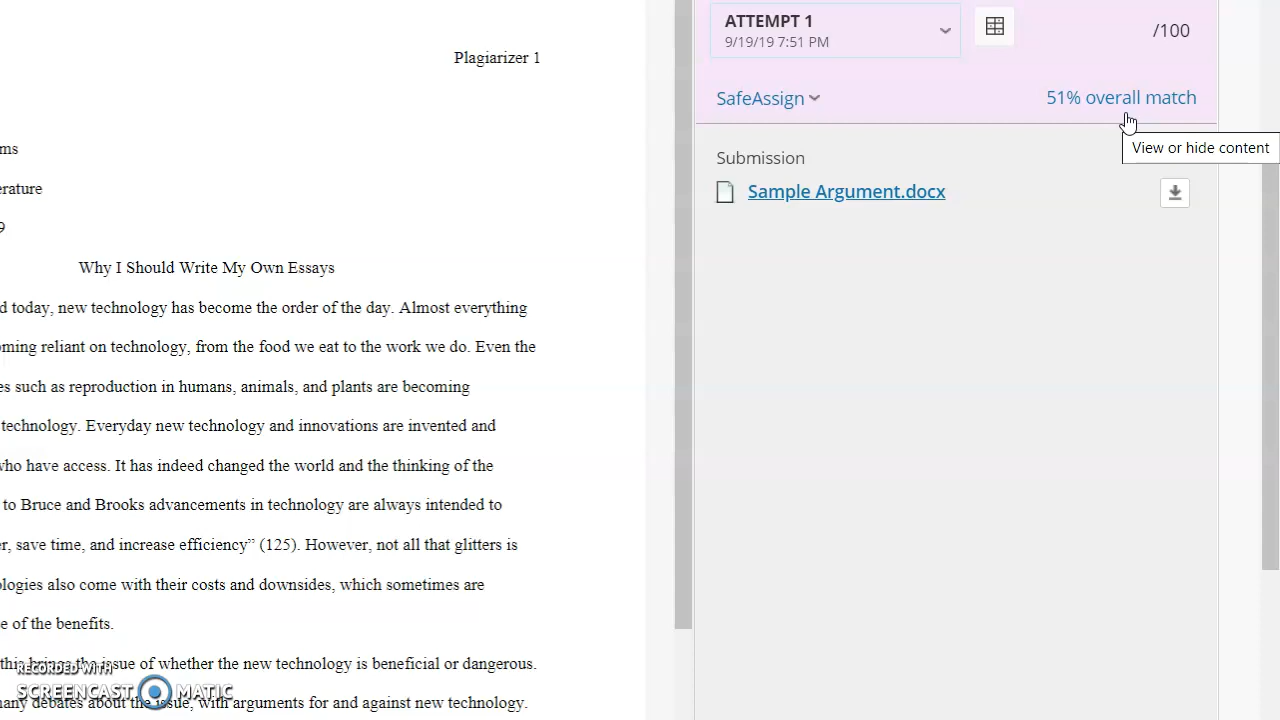 Plagiarizer 1
ms
erature
9
Why I Should Write My Own Essays
d today, new technology has become the order of the day. Almost everything
oming reliant on technology, from the food we eat to the work we do. Even the
es such as reproduction in humans, animals, and plants are becoming
technology. Everyday new technology and innovations are invented and
who have access. It has indeed changed the world and the thinking of the
to Bruce and Brooks advancements in technology are always intended to
r, save time, and increase efficiency” (125). However, not all that glitters is
ologies also come with their costs and downsides, which sometimes are
e of the benefits.
this brings the issue of whether the new technology is beneficial or dangerous.
many debates about the issue, with arguments for and against new technology.
RECORDED WITH
SCREENCAST MATIC
ATTEMPT 1
9/19/19 7:51 PM
/100
SafeAssign
51% overall match
View or hide content
Submission
Sample Argument.docx